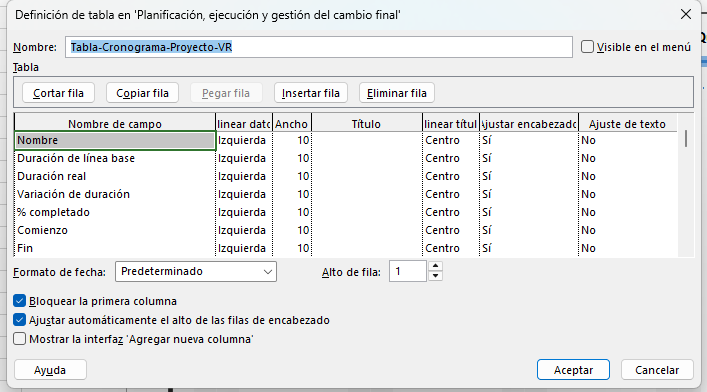 Definición de tabla en 'Planificación, ejecución y gestión del cambio final'
Nombre: Tabla-Cronograma-Proyecto-VR Visible en el menú
Tabla
Cortar fila Copiar fila Pegar fila Insertar fila Eliminar fila
Nombre de campo linear dato Ancho Título linear títul Ajustar encabezado Ajuste de texto
Nombre Izquierda 10 Centro Sí No
Duración de línea base Izquierda 10 Centro Sí No
Duración real Izquierda 10 Centro Sí No
Variación de duración Izquierda 10 Centro Sí No
% completado Izquierda 10 Centro Sí No
Comienzo Izquierda 10 Centro Sí No
Fin Izquierda 10 Centro Sí No
Formato de fecha: Predeterminado Alto de fila: 1
Bloquear la primera columna
Ajustar automáticamente el alto de las filas de encabezado
Mostrar la interfaz 'Agregar nueva columna'
Ayuda Aceptar Cancelar